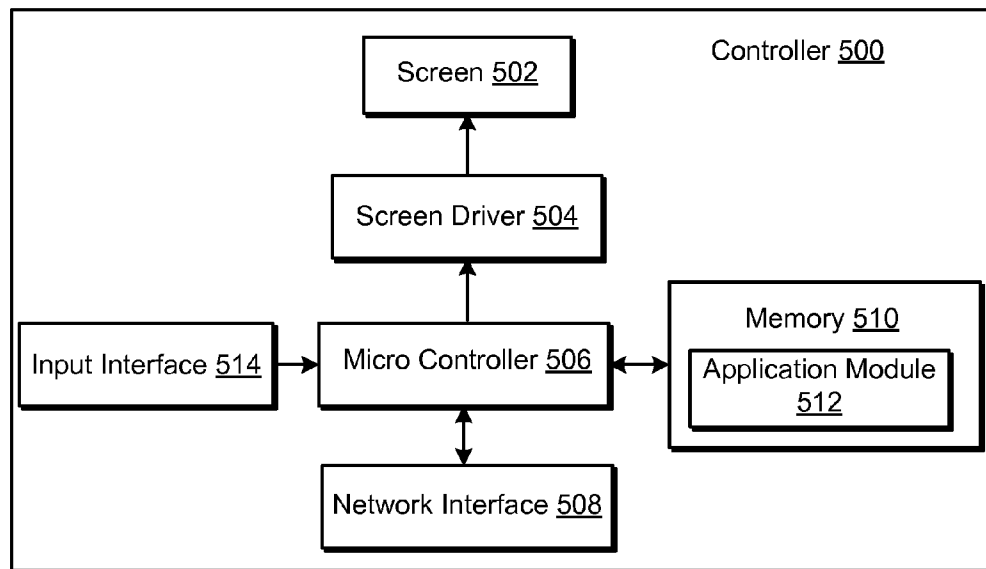 Controller 500
Screen 502
Screen Driver 504
Memory 510
Input Interface 514
Micro Controller 506
Application Module
512
Network Interface 508